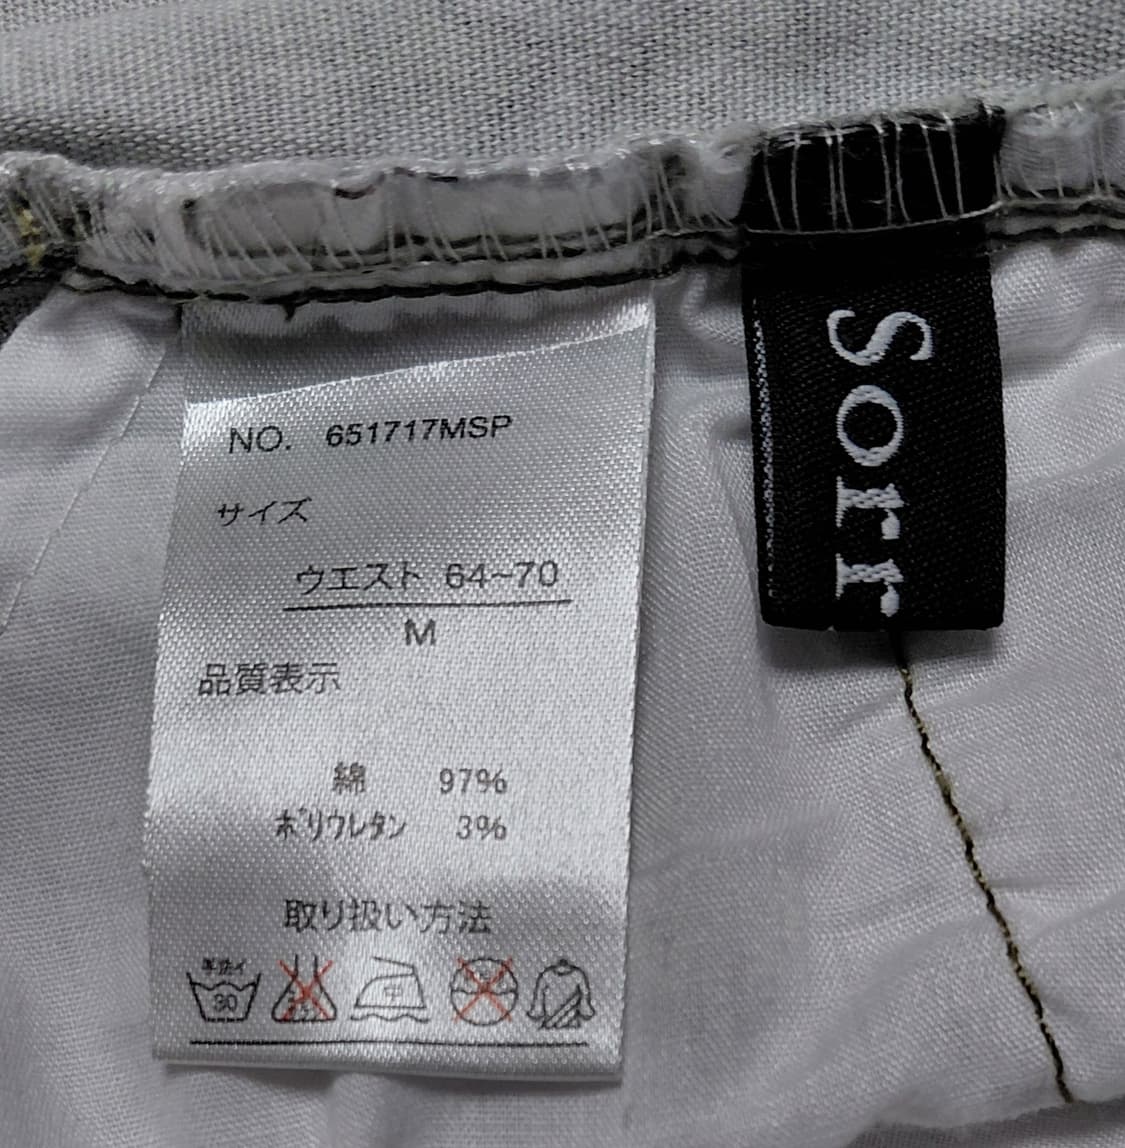 NO. 651717MSP
サイズ
ウエスト 64~70
M
品質表示
綿 97%
ポリウレタン 3%
取り扱い方法
手洗イ
30
中
Sorr